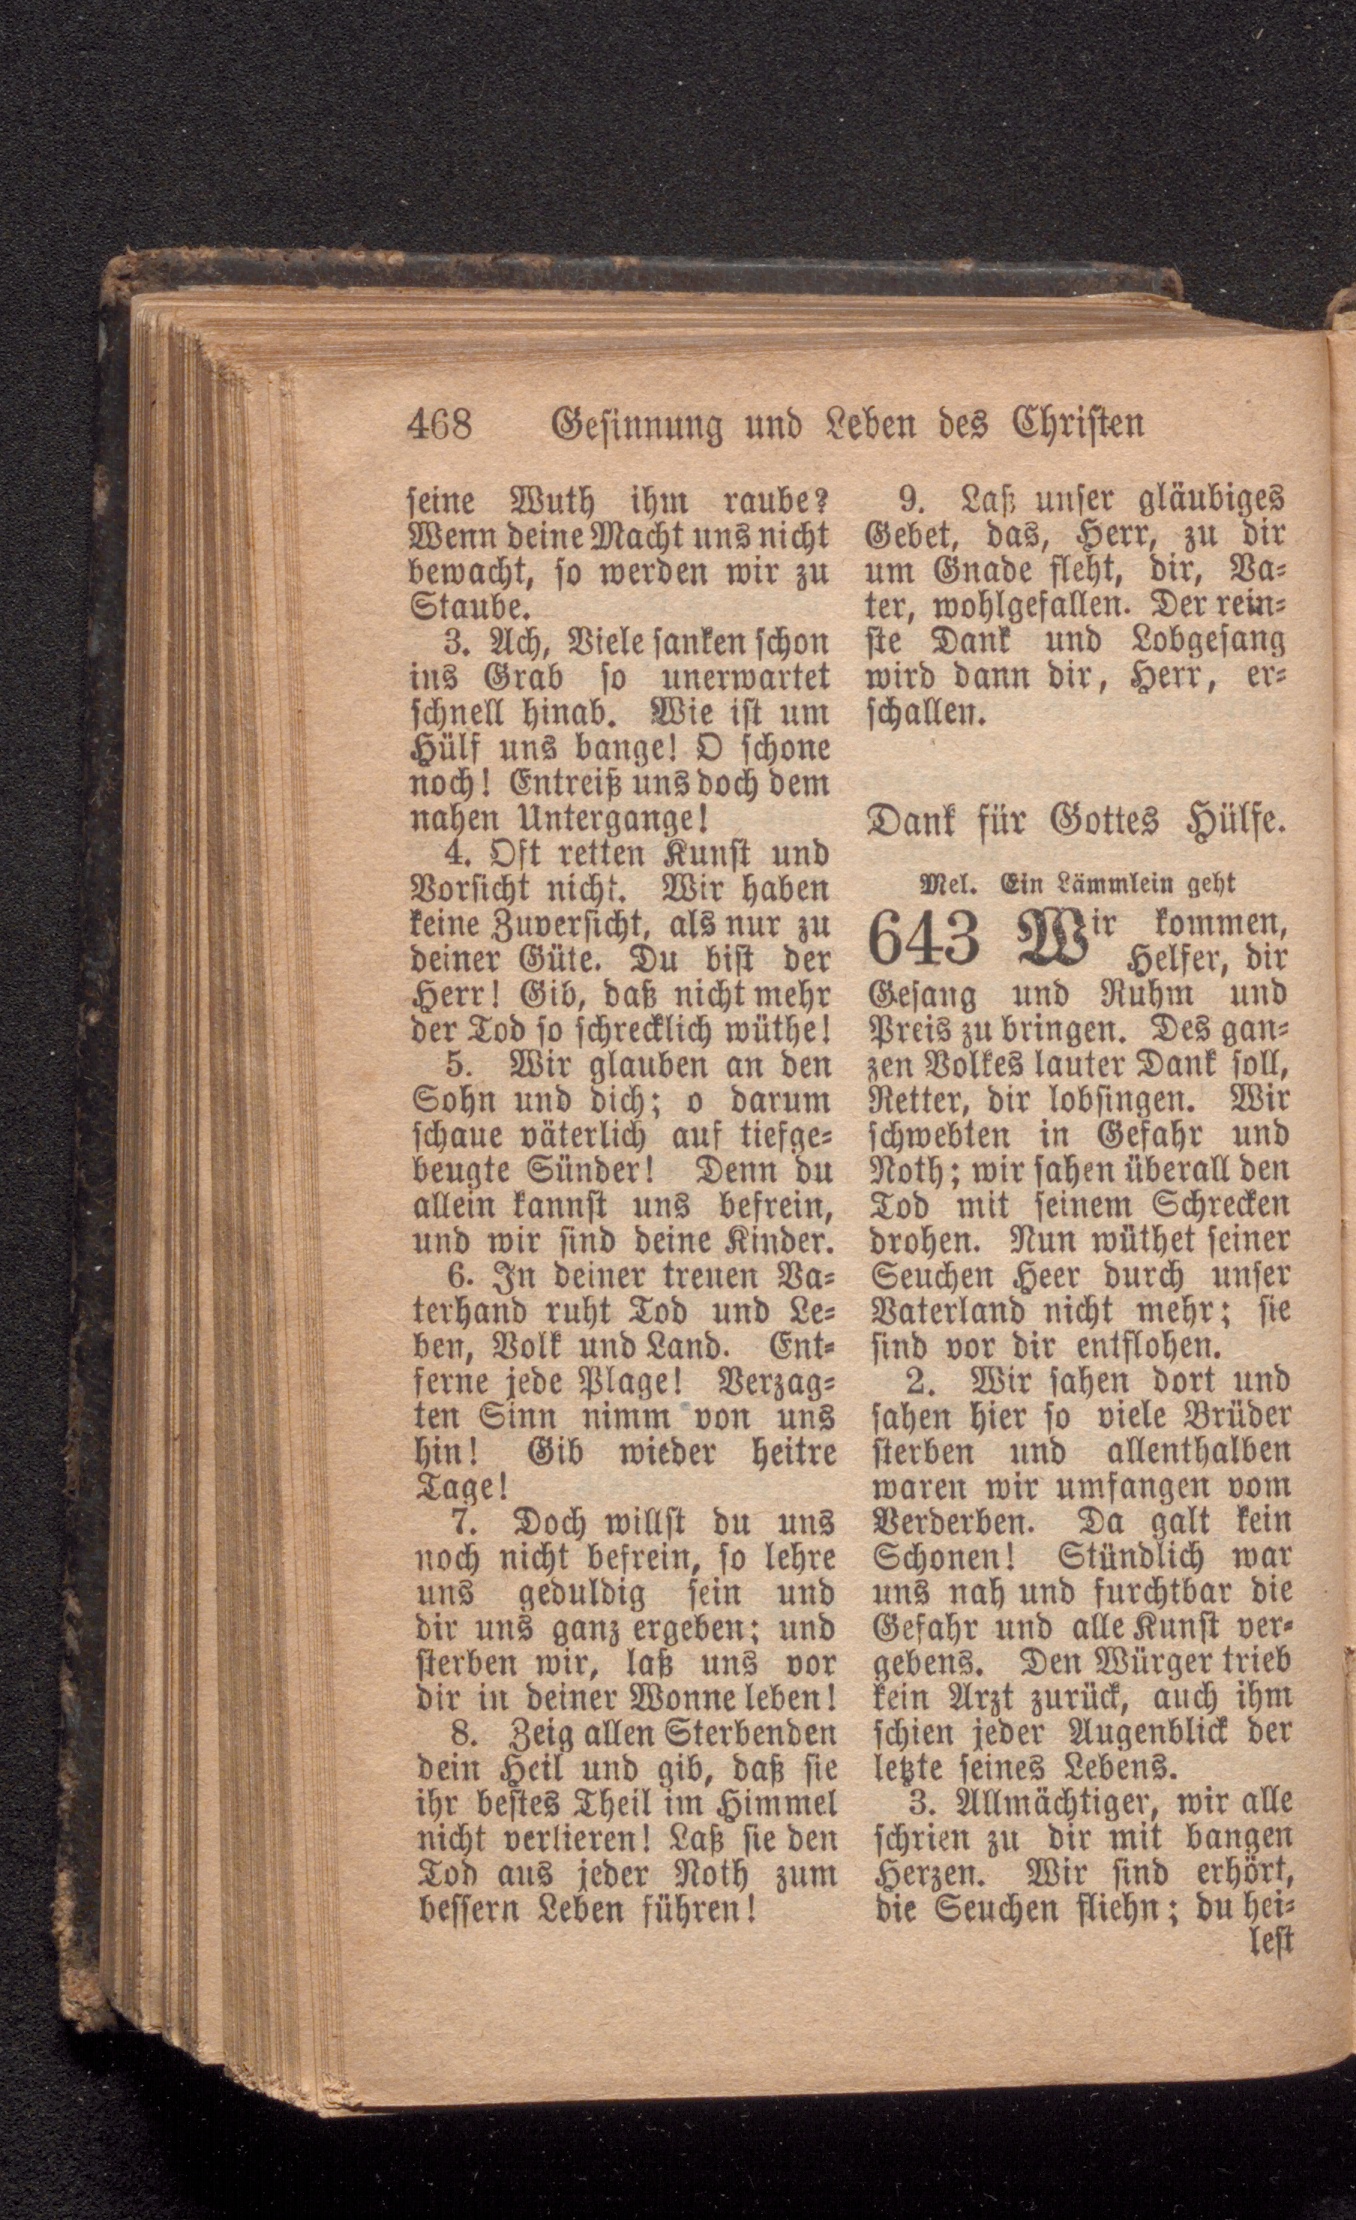 468 Gesinnung und Leben des Christen
seine Wuth ihm raube?
Wenn deine Macht uns nicht
bewacht, so werden wir zu
Staube.
3. Ach, Viele sanken schon
ins Grab so unerwartet
schnell hinab. Wie ist um
Hülf uns bange! O schone
noch! Entreiß uns doch dem
nahen Untergange!
4. Oft retten Kunst und
Vorsicht nicht. Wir haben
keine Zuversicht, als nur zu
deiner Güte. Du bist der
Herr! Gib, daß nicht mehr
der Tod so schrecklich wüthe!
5. Wir glauben an den
Sohn und dich; o darum
schaue väterlich auf tiefge-
beugte Sünder! Denn du
allein kannst uns befrein,
und wir sind deine Kinder.
6. In deiner treuen Va-
terhand ruht Tod und Le-
ben, Volk und Land. Ent-
ferne jede Plage! Verzag-
ten Sinn nimm von uns
hin! Gib wieder heitre
Tage!
7. Doch willst du uns
noch nicht befrein, so lehre
uns geduldig sein und
dir uns ganz ergeben; und
sterben wir, laß uns vor
dir in deiner Wonne leben!
8. Zeig allen Sterbenden
dein Heil und gib, daß sie
ihr bestes Theil im Himmel
nicht verlieren! Laß sie den
Tod aus jeder Noth zum
bessern Leben führen!
9. Laß unser gläubiges
Gebet, das, Herr, zu dir
um Gnade fleht, dir, Va-
ter, wohlgefallen. Der rein-
ste Dank und Lobgesang
wird dann dir, Herr, er-
schallen.
Dank für Gottes Hülfe.
Mel. Ein Lämmlein geht
643 Wir kommen,
Helfer, dir
Gesang und Ruhm und
Preis zu bringen. Des gan-
zen Volkes lauter Dank soll,
Retter, dir lobsingen. Wir
schwebten in Gefahr und
Noth; wir sahen überall den
Tod mit seinem Schrecken
drohen. Nun wüthet seiner
Seuchen Heer durch unser
Vaterland nicht mehr; sie
sind vor dir entflohen.
2. Wir sahen dort und
sahen hier so viele Brüder
sterben und allenthalben
waren wir umfangen vom
Verderben. Da galt kein
Schonen! Stündlich war
uns nah und furchtbar die
Gefahr und alle Kunst ver-
gebens. Den Würger trieb
kein Arzt zurück, auch ihm
schien jeder Augenblick der
letzte seines Lebens.
3. Allmächtiger, wir alle
schrien zu dir mit bangen
Herzen. Wir sind erhört,
die Seuchen fliehn; du hei-
lest